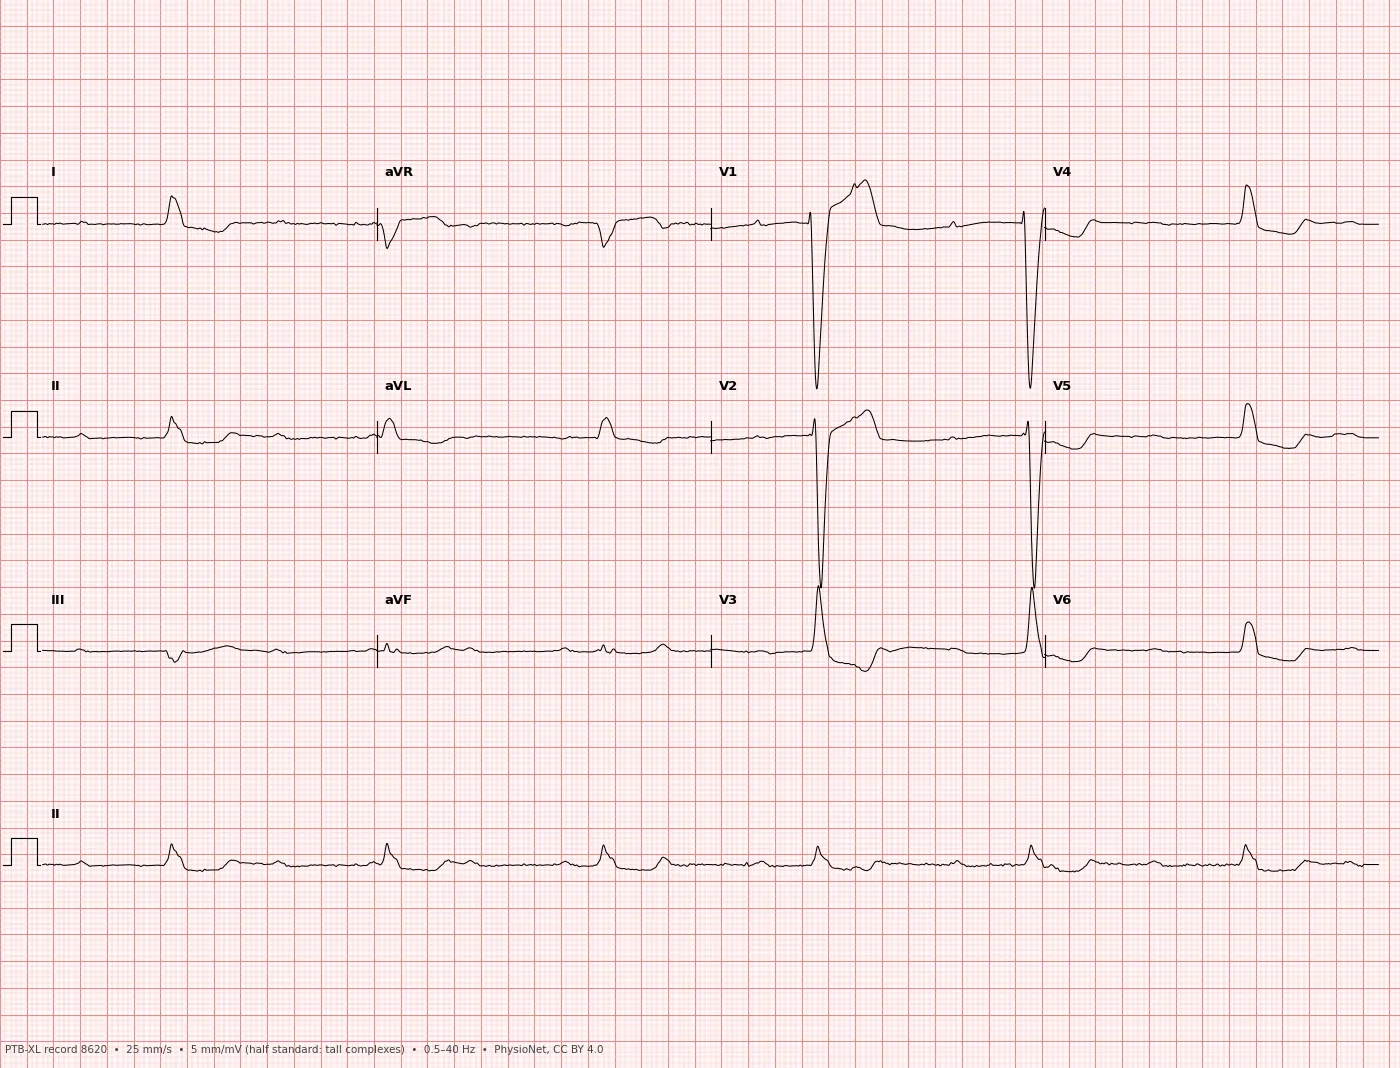 I aVR V1 V4
II aVL V2 V5
III aVF V3 V6
II
PTB-XL record 8620 • 25 mm/s • 5 mm/mV (half standard: tall complexes) • 0.5–40 Hz • PhysioNet, CC BY 4.0